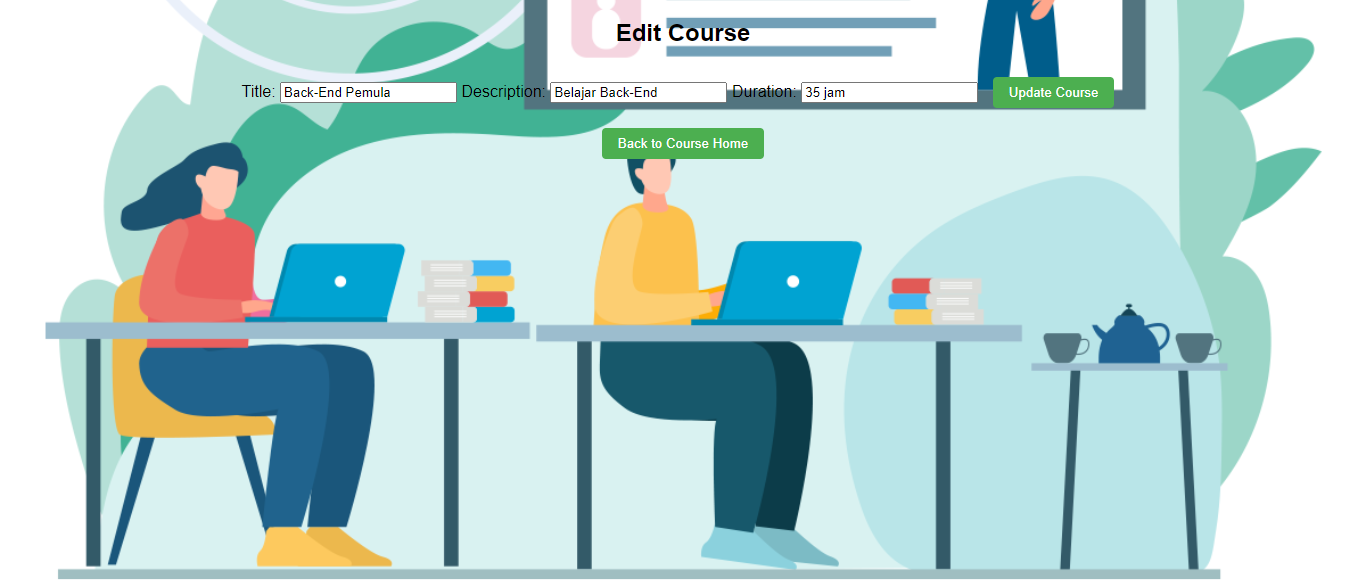 Edit Course
Title: Back-End Pemula Description: Belajar Back-End Duration: 35 jam Update Course
Back to Course Home